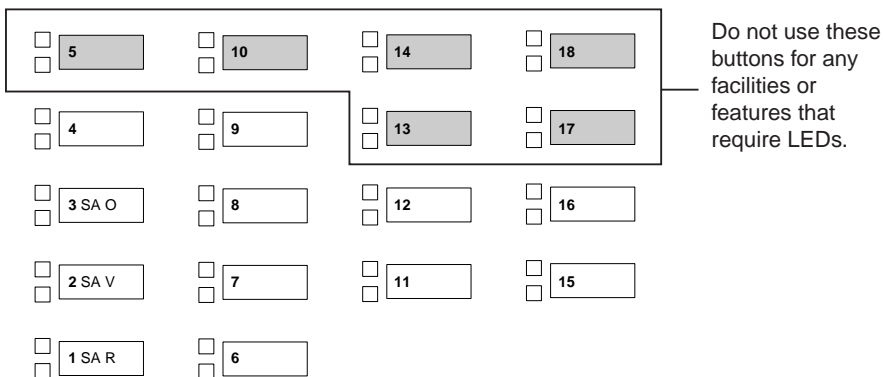 5 10 14 18
4 9 13 17
3 SA O 8 12 16
2 SA V 7 11 15
1 SA R 6
Do not use these
buttons for any
facilities or
features that
require LEDs.